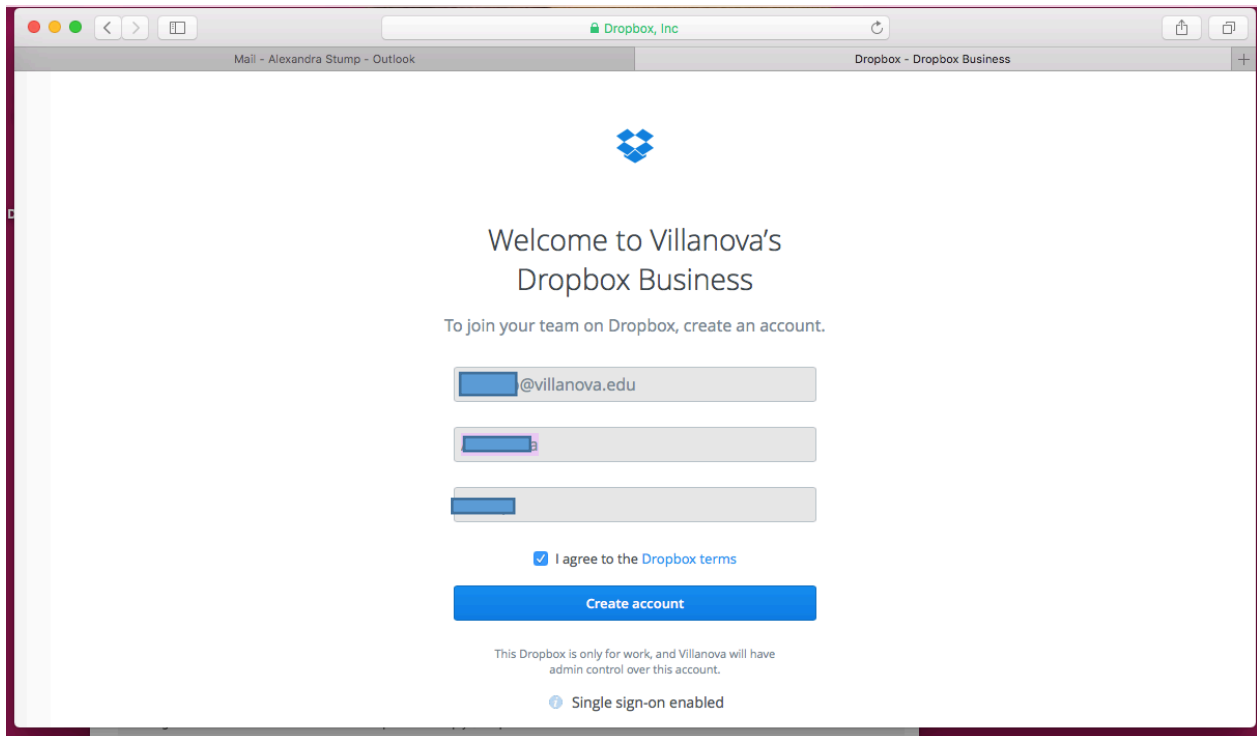 Dropbox, Inc
Mail - Alexandra Stump - Outlook
Dropbox - Dropbox Business
Welcome to Villanova's
Dropbox Business
To join your team on Dropbox, create an account.
@villanova.edu
I agree to the Dropbox terms
Create account
This Dropbox is only for work, and Villanova will have
admin control over this account.
Single sign-on enabled